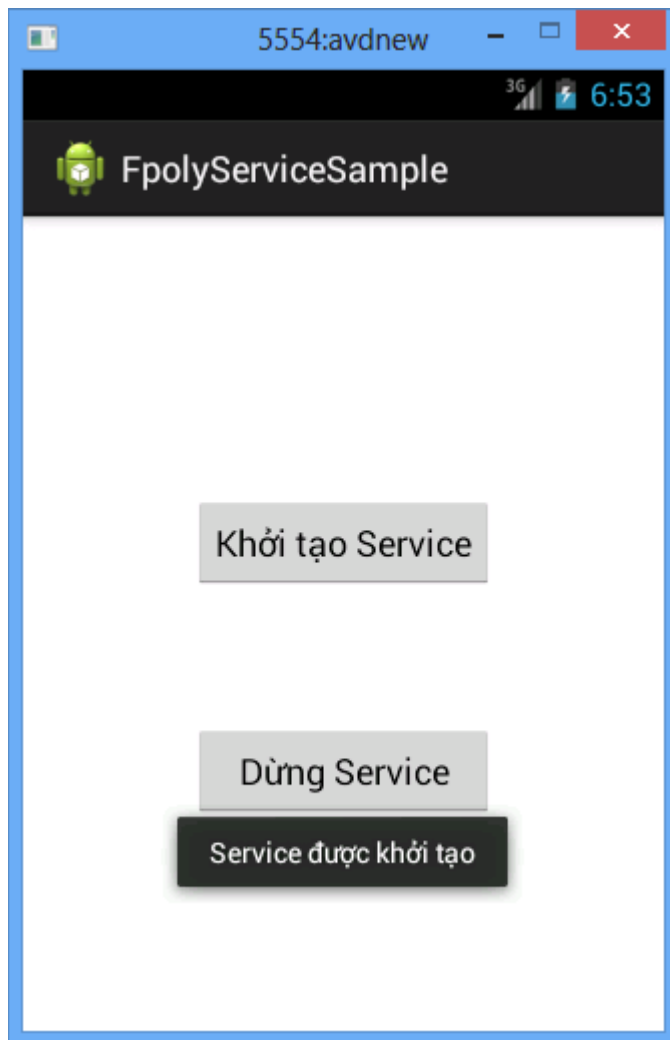 5554:avdnew
3G 6:53
FpolyServiceSample
Khởi tạo Service
Dừng Service
Service được khởi tạo